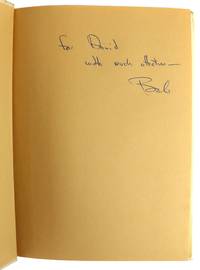 for David
with much affection—
Bob